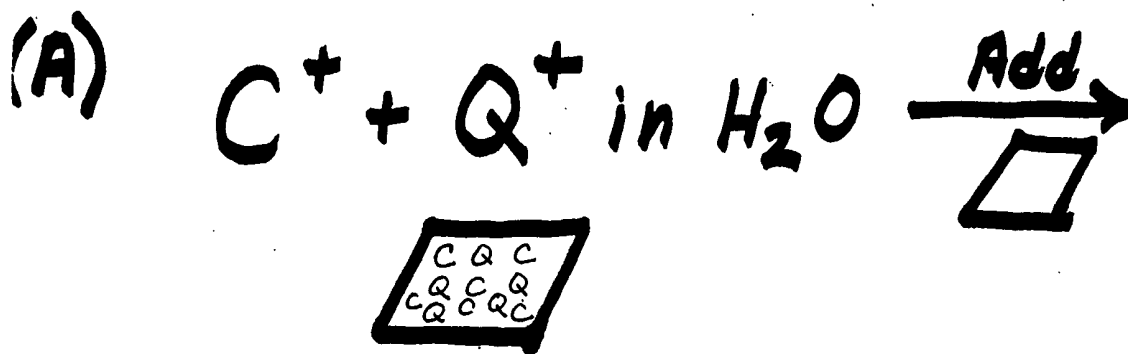 (A) C⁺ + Q⁺ in H₂O Add
C Q C
Q C Q
C Q C Q C